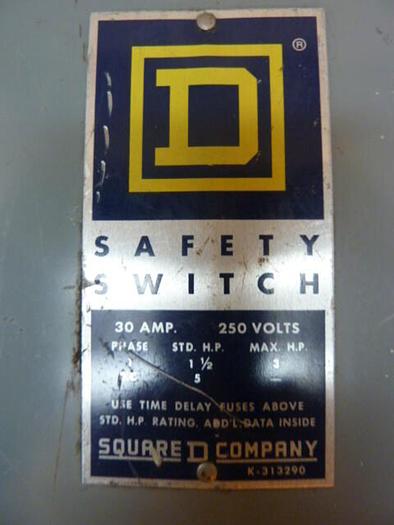 D
®
SAFETY
SWITCH
30 AMP. 250 VOLTS
PHASE STD. H.P. MAX. H.P.
1 ½ 3
5 —
USE TIME DELAY FUSES ABOVE
STD. H.P. RATING. ADD'L. DATA INSIDE
SQUARE D COMPANY
K-313290